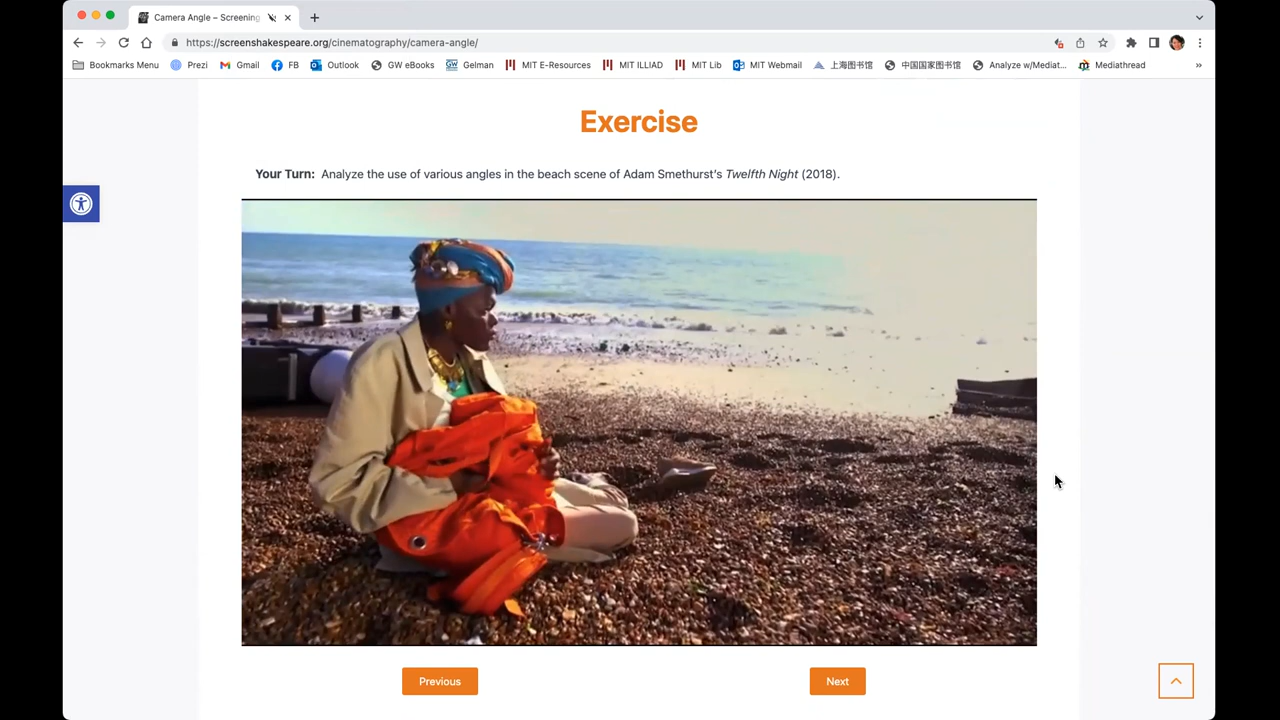 Camera Angle – Screening
https://screenshakespeare.org/cinematography/camera-angle/
Bookmarks Menu Prezi Gmail FB Outlook GW eBooks Gelman MIT E-Resources MIT ILLIAD MIT Lib MIT Webmail 上海图书馆 中国国家图书馆 Analyze w/Mediat... Mediathread »
Exercise
Your Turn: Analyze the use of various angles in the beach scene of Adam Smethurst's Twelfth Night (2018).
Previous Next